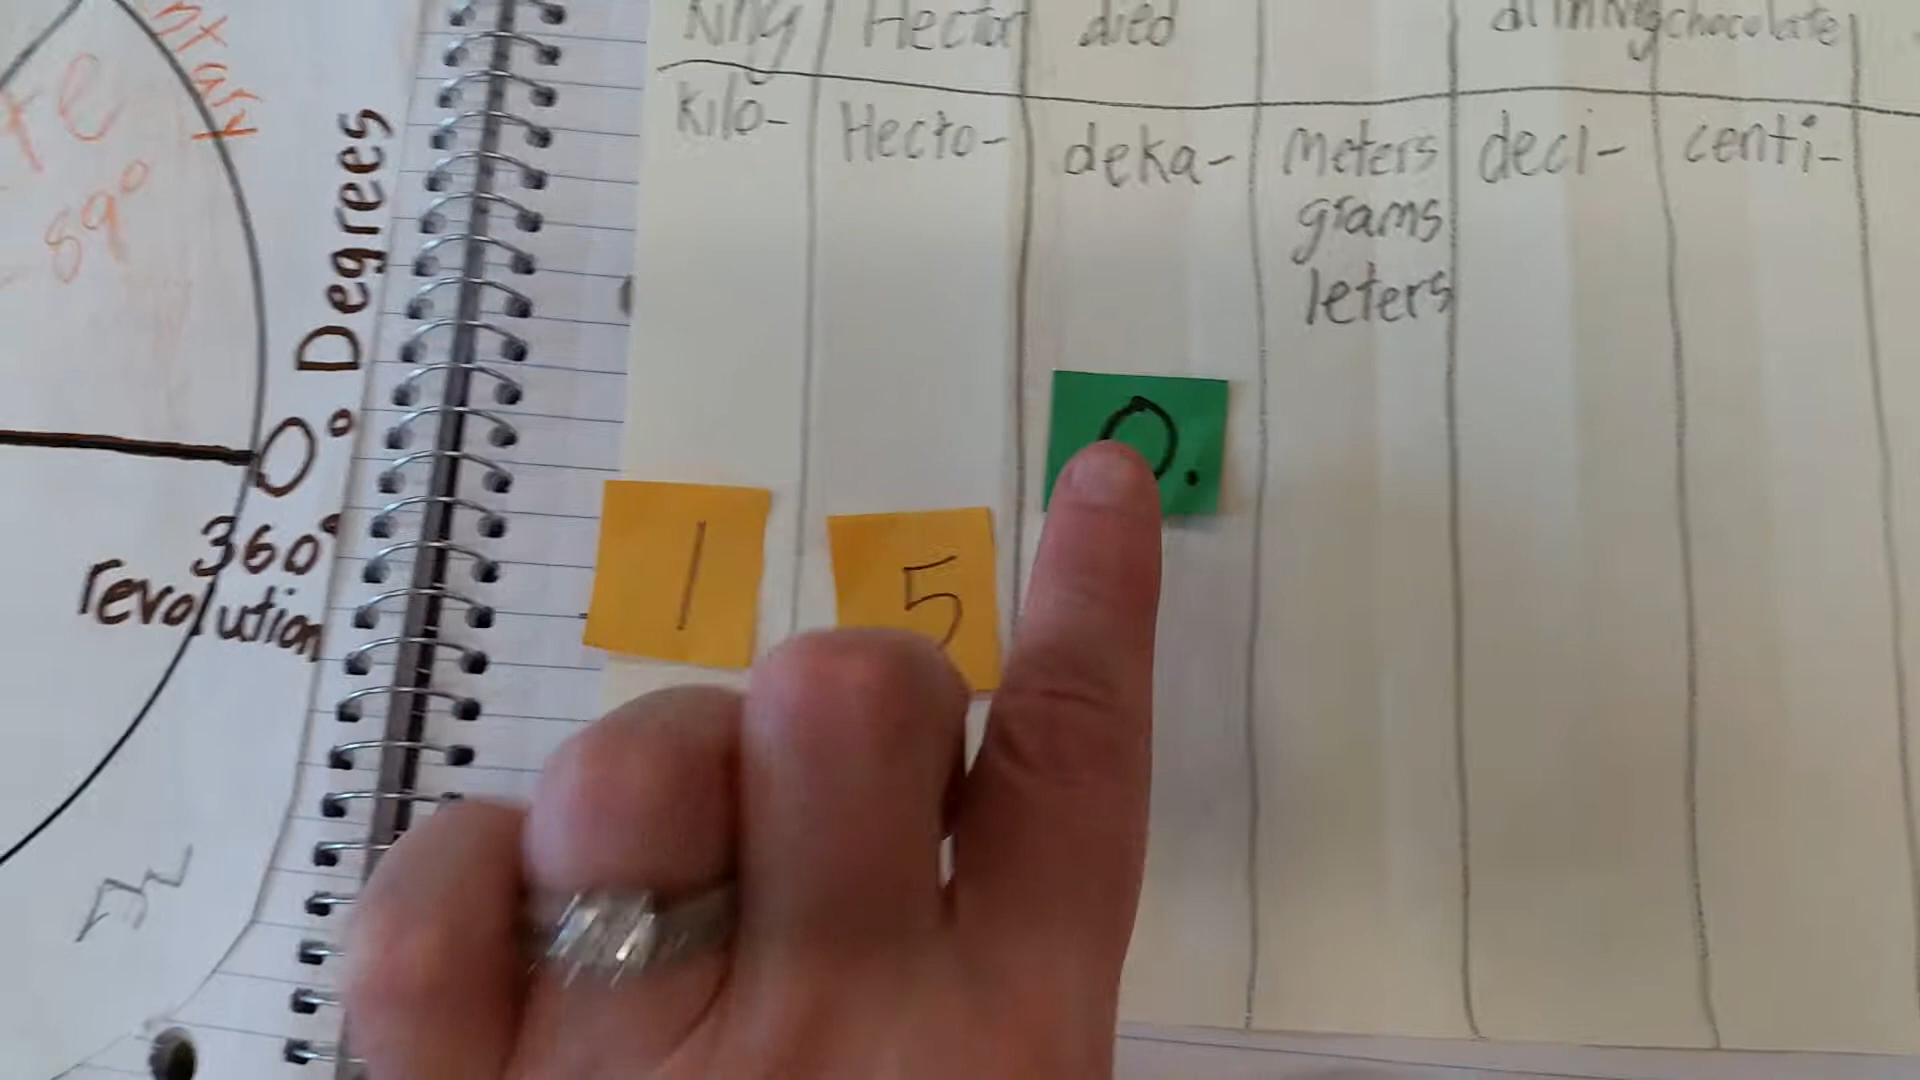 King Hector died drinking chocolate
kilo- Hecto- deka- meters deci- centi-
grams
leters
0.
1 5
Degrees
0°
360°
revolution
89°